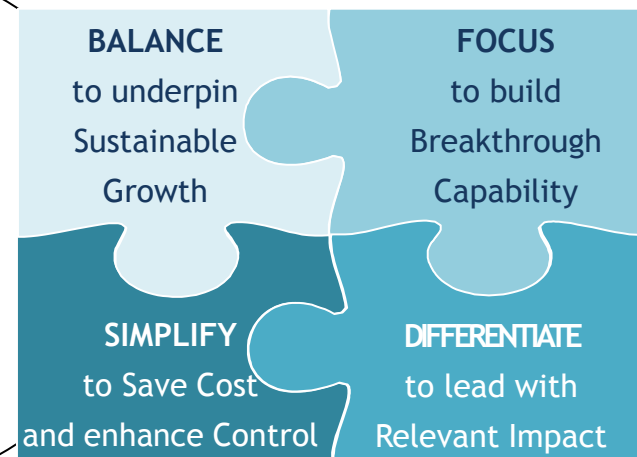 BALANCE
to underpin
Sustainable
Growth
FOCUS
to build
Breakthrough
Capability
SIMPLIFY
to Save Cost
and enhance Control
DIFFERENTIATE
to lead with
Relevant Impact